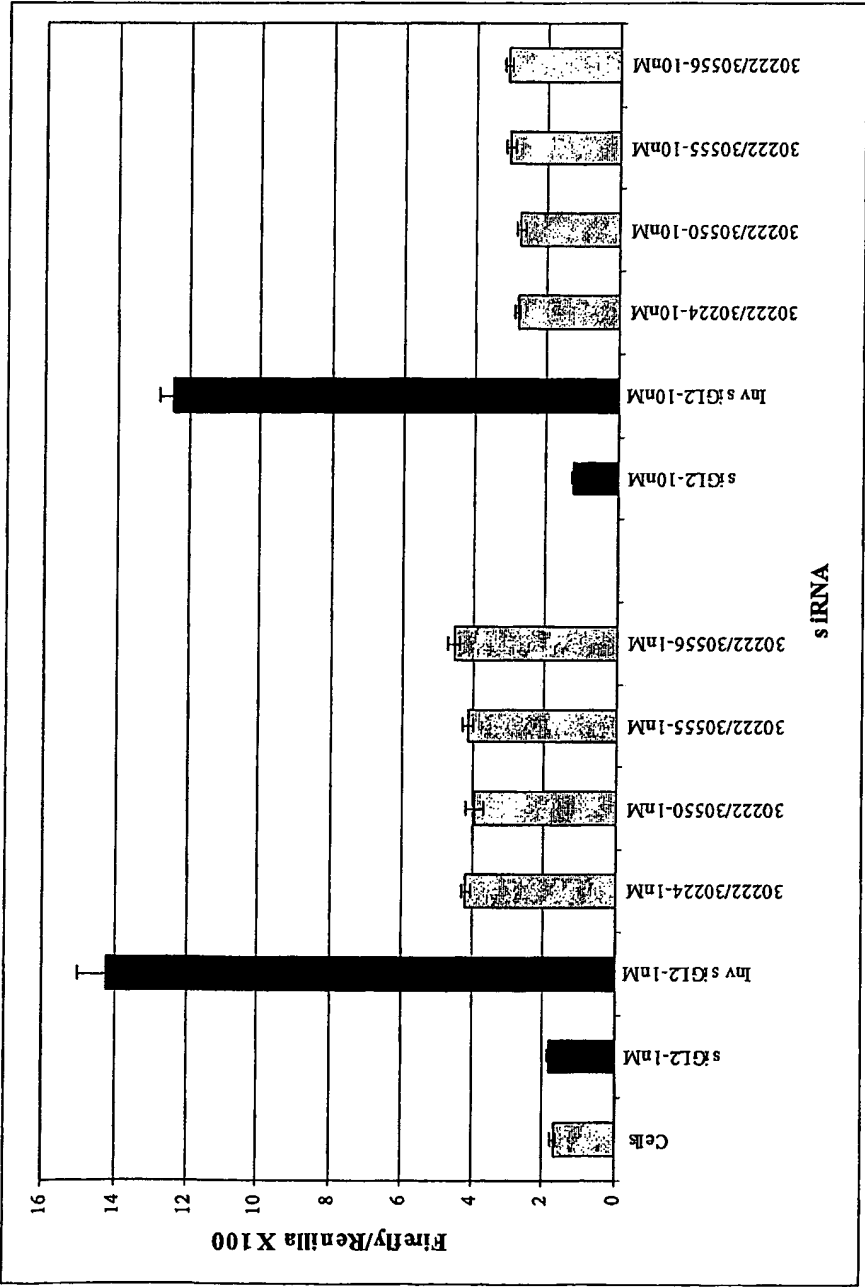 Firefly/Renilla X 100
16
14
12
10
8
6
4
2
0
Cells
siGL2-1nM
Inv siGL2-1nM
30222/30224-1nM
30222/30550-1nM
30222/30555-1nM
30222/30556-1nM
siGL2-10nM
Inv siGL2-10nM
30222/30224-10nM
30222/30550-10nM
30222/30555-10nM
30222/30556-10nM
siRNA